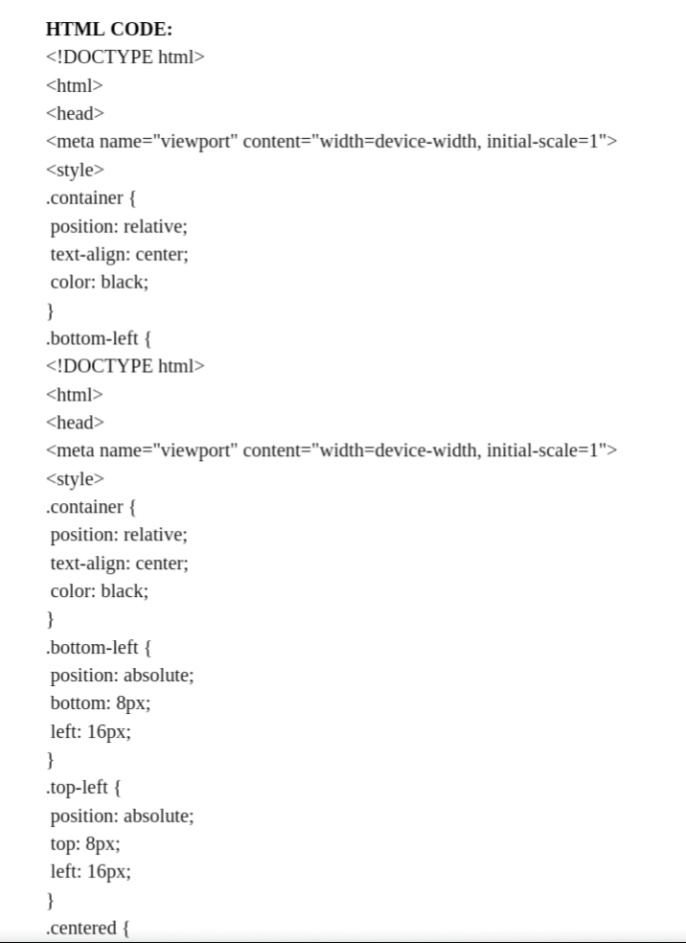 HTML CODE:
<!DOCTYPE html>
<html>
<head>
<meta name="viewport" content="width=device-width, initial-scale=1">
<style>
.container {
position: relative;
text-align: center;
color: black;
}
.bottom-left {
<!DOCTYPE html>
<html>
<head>
<meta name="viewport" content="width=device-width, initial-scale=1">
<style>
.container {
position: relative;
text-align: center;
color: black;
}
.bottom-left {
position: absolute;
bottom: 8px;
left: 16px;
}
.top-left {
position: absolute;
top: 8px;
left: 16px;
}
.centered {